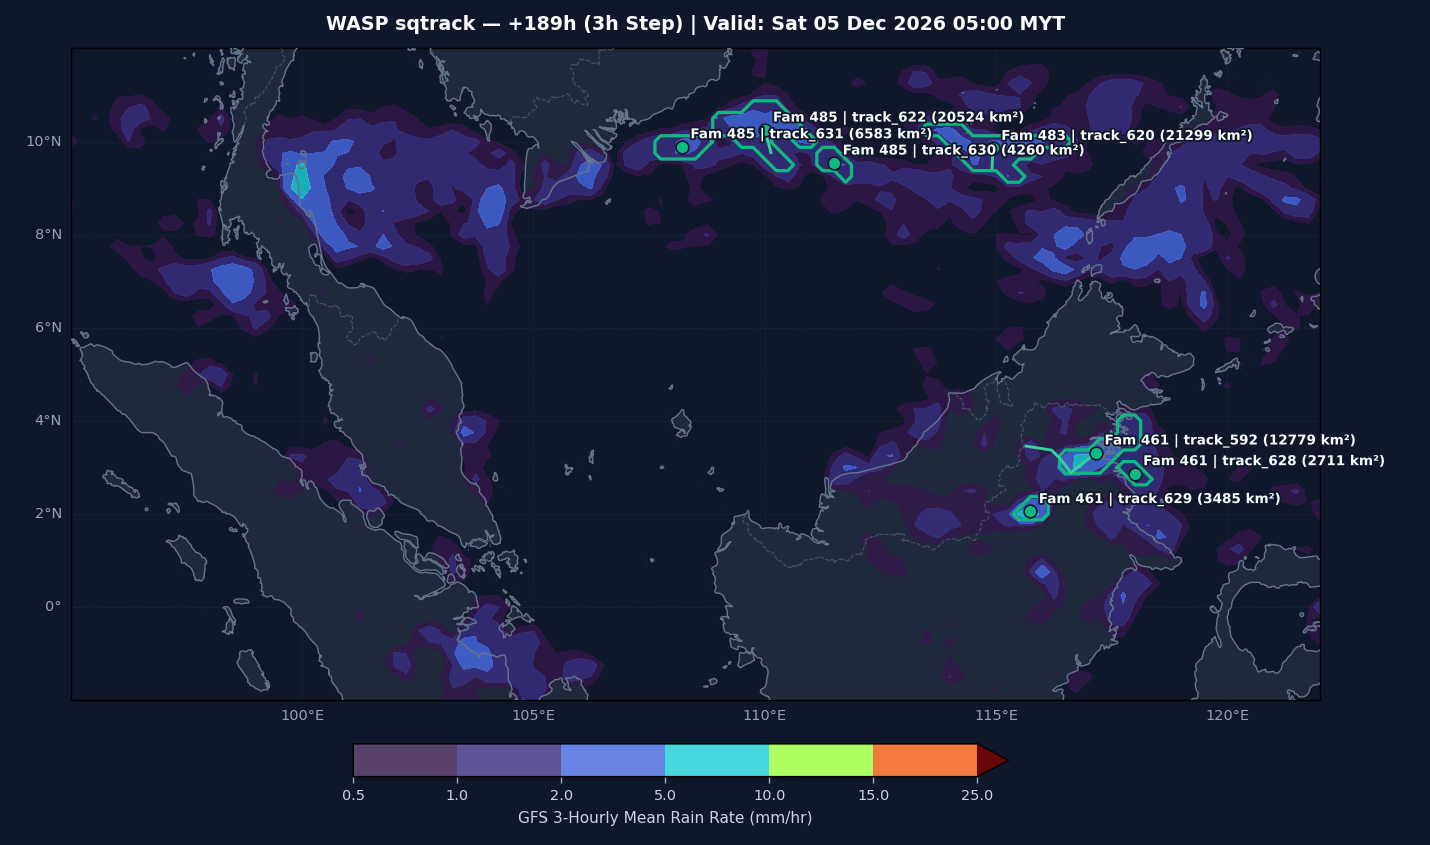 WASP sqtrack — +189h (3h Step) | Valid: Sat 05 Dec 2026 05:00 MYT
Fam 485 | track_622 (20524 km²)
Fam 485 | track_631 (6583 km²)
Fam 483 | track_620 (21299 km²)
Fam 485 | track_630 (4260 km²)
10°N
8°N
6°N
4°N
Fam 461 | track_592 (12779 km²)
Fam 461 | track_628 (2711 km²)
Fam 461 | track_629 (3485 km²)
2°N
0°
100°E 105°E 110°E 115°E 120°E
0.5 1.0 2.0 5.0 10.0 15.0 25.0
GFS 3-Hourly Mean Rain Rate (mm/hr)